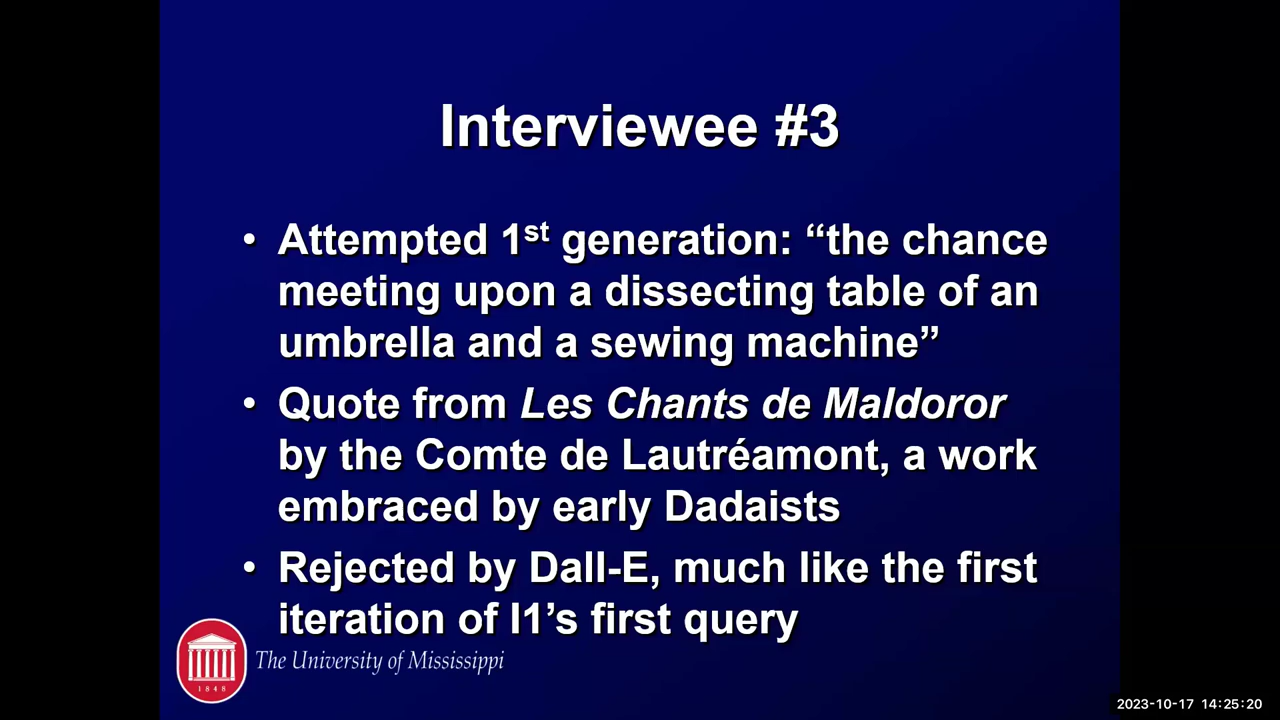 Interviewee #3
• Attempted 1st generation: “the chance
meeting upon a dissecting table of an
umbrella and a sewing machine”
• Quote from Les Chants de Maldoror
by the Comte de Lautréamont, a work
embraced by early Dadaists
• Rejected by Dall-E, much like the first
iteration of I1’s first query
The University of Mississippi
1848
2023-10-17 14:25:20